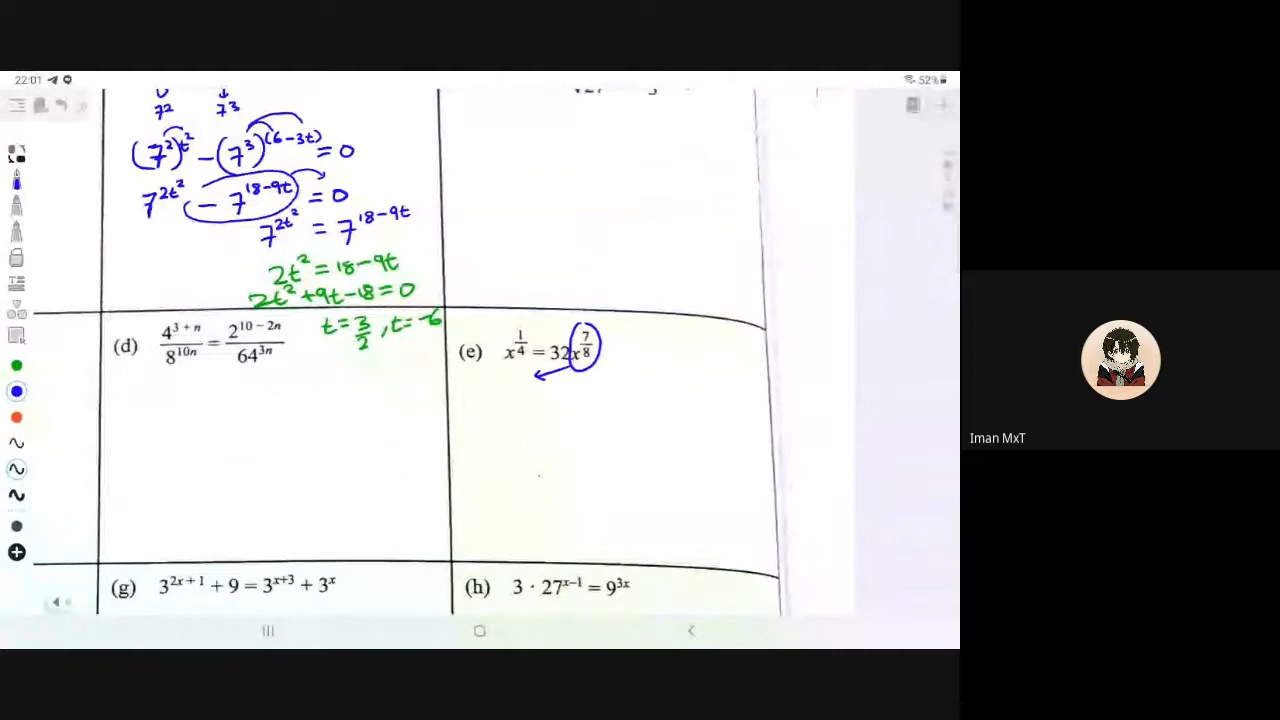 22:01
52%
7² 7³
(7²)^t² − (7³)^(6−3t) = 0
7^2t² − 7^18−9t = 0
7^2t² = 7^18−9t
2t² = 18−9t
2t² +9t−18 = 0
t = 3/2 , t = −6
(d) 4^(3+n)/8^(10n) = 2^(10−2n)/64^(3n)
(e) x^(1/4) = 32x^(7/8)
(g) 3^(2x+1) + 9 = 3^(x+3) + 3^x
(h) 3 · 27^(x−1) = 9^(3x)
Iman MxT